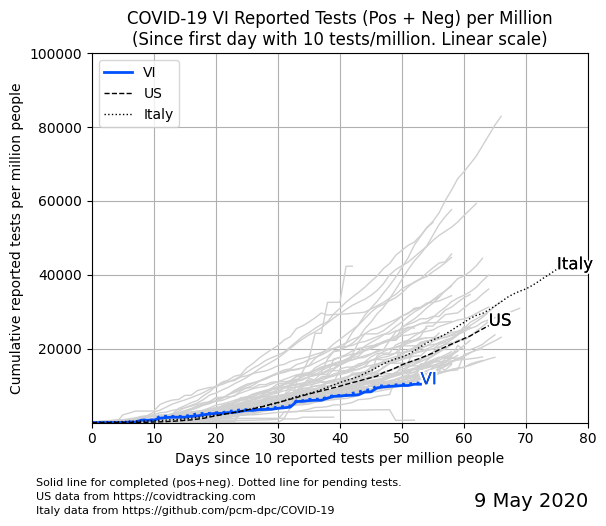 COVID-19 VI Reported Tests (Pos + Neg) per Million
(Since first day with 10 tests/million. Linear scale)
Cumulative reported tests per million people
100000
80000
60000
40000
20000
VI
US
Italy
Italy
US
VI
0 10 20 30 40 50 60 70 80
Days since 10 reported tests per million people
Solid line for completed (pos+neg). Dotted line for pending tests.
US data from https://covidtracking.com
Italy data from https://github.com/pcm-dpc/COVID-19
9 May 2020